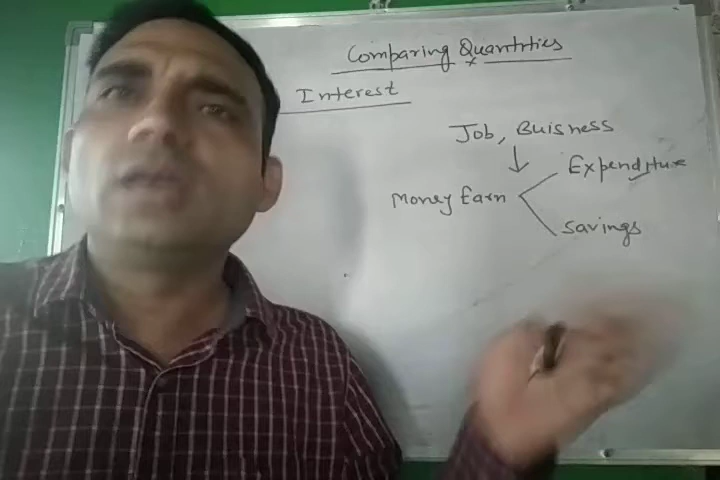 Comparing Quantities
Interest
Job, Buisness
Expenditure
Money Earn
Savings